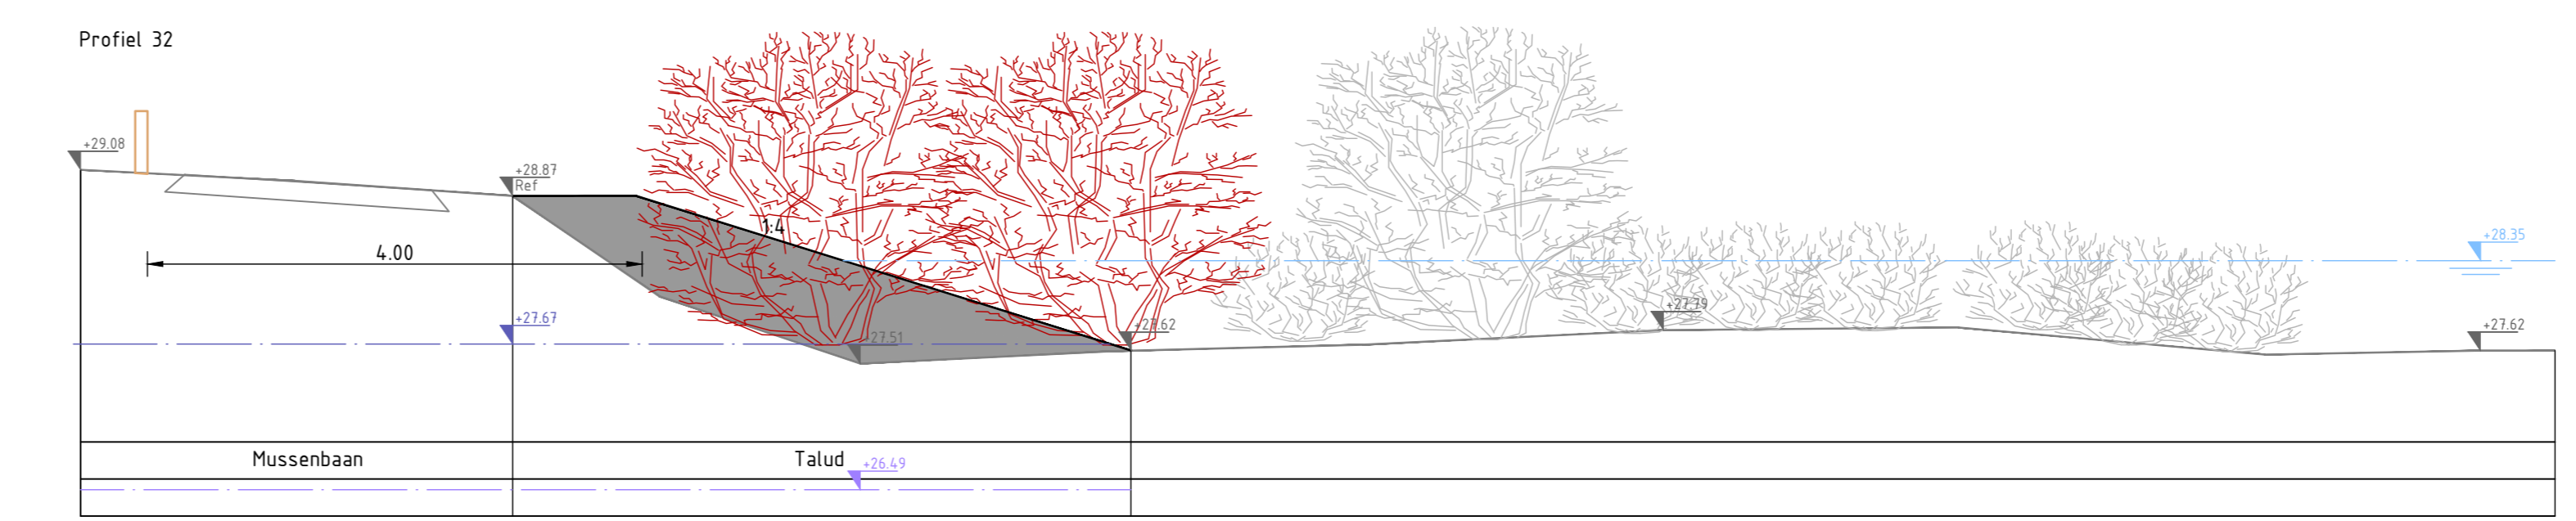 Profiel 32
+29.08
+28.87
Ref
1:4
4.00
+28.35
+27.67
+27.79
27.51
+27.62
+27.62
Mussenbaan
Talud
+26.49